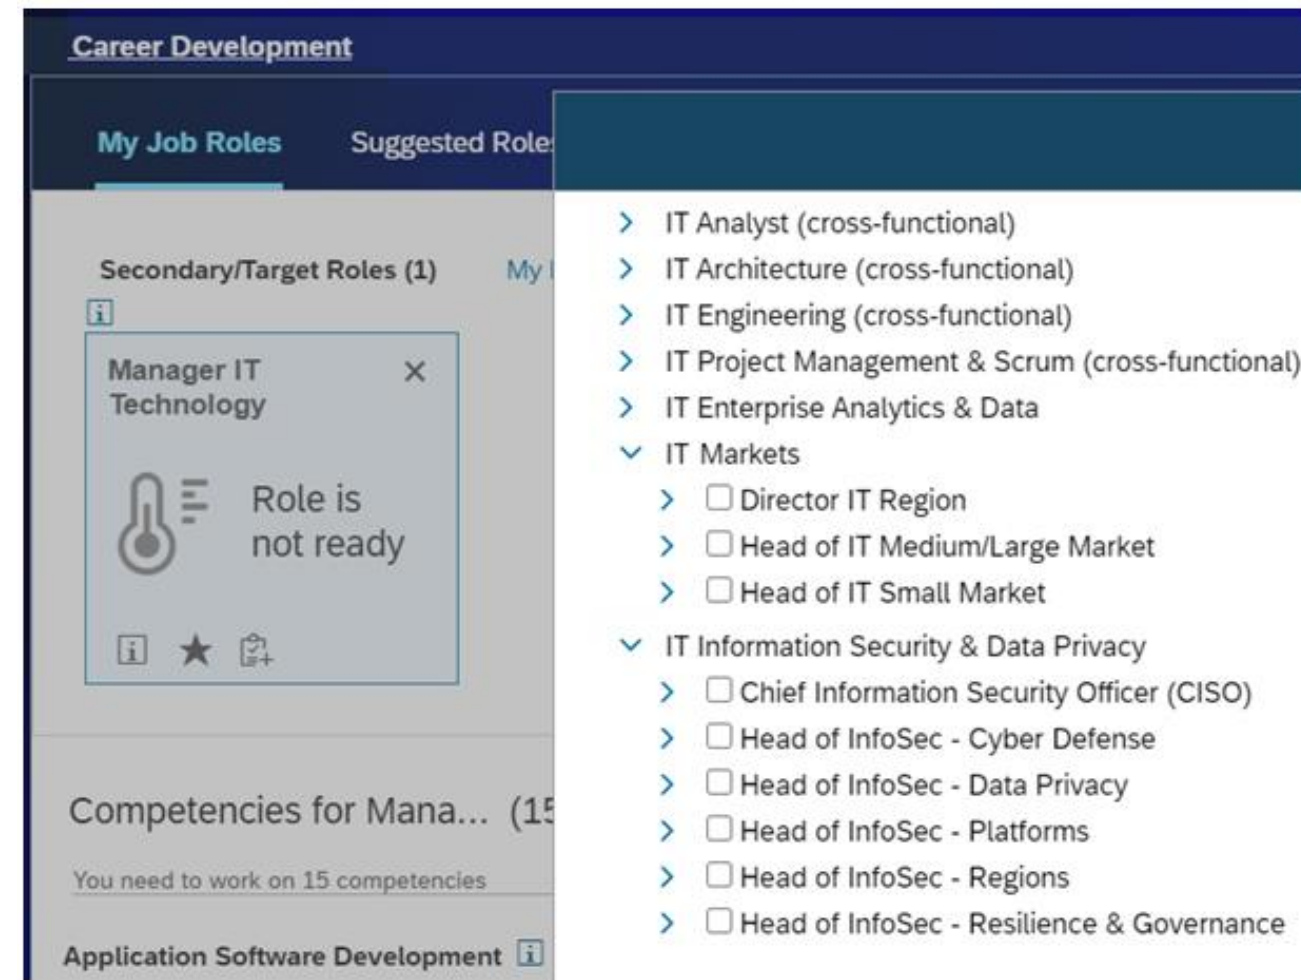 Career Development
My Job Roles
Suggested Role
Secondary/Target Roles (1)
My
Manager IT
Technology
Role is
not ready
Competencies for Mana... (15
You need to work on 15 competencies
Application Software Development
IT Analyst (cross-functional)
IT Architecture (cross-functional)
IT Engineering (cross-functional)
IT Project Management & Scrum (cross-functional)
IT Enterprise Analytics & Data
IT Markets
Director IT Region
Head of IT Medium/Large Market
Head of IT Small Market
IT Information Security & Data Privacy
Chief Information Security Officer (CISO)
Head of InfoSec - Cyber Defense
Head of InfoSec - Data Privacy
Head of InfoSec - Platforms
Head of InfoSec - Regions
Head of InfoSec - Resilience & Governance